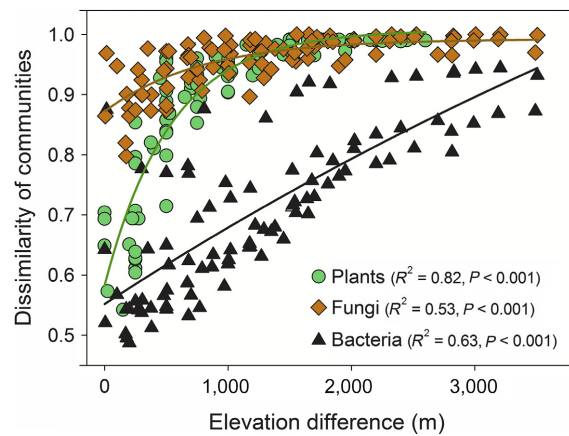 1.0
0.9
0.8
0.7
0.6
0.5
Dissimilarity of communities
Plants (R² = 0.82, P < 0.001)
Fungi (R² = 0.53, P < 0.001)
Bacteria (R² = 0.63, P < 0.001)
0 1,000 2,000 3,000
Elevation difference (m)